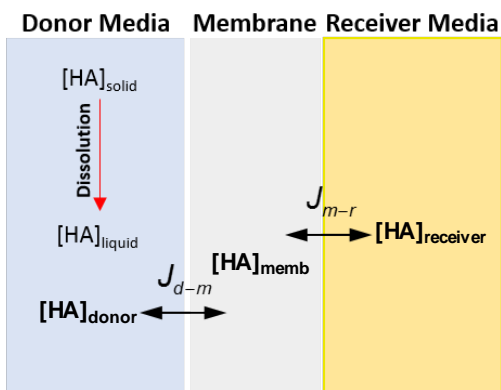 Donor Media Membrane Receiver Media
[HA]solid
Dissolution
[HA]liquid
Jm-r
[HA]receiver
[HA]memb
Jd-m
[HA]donor